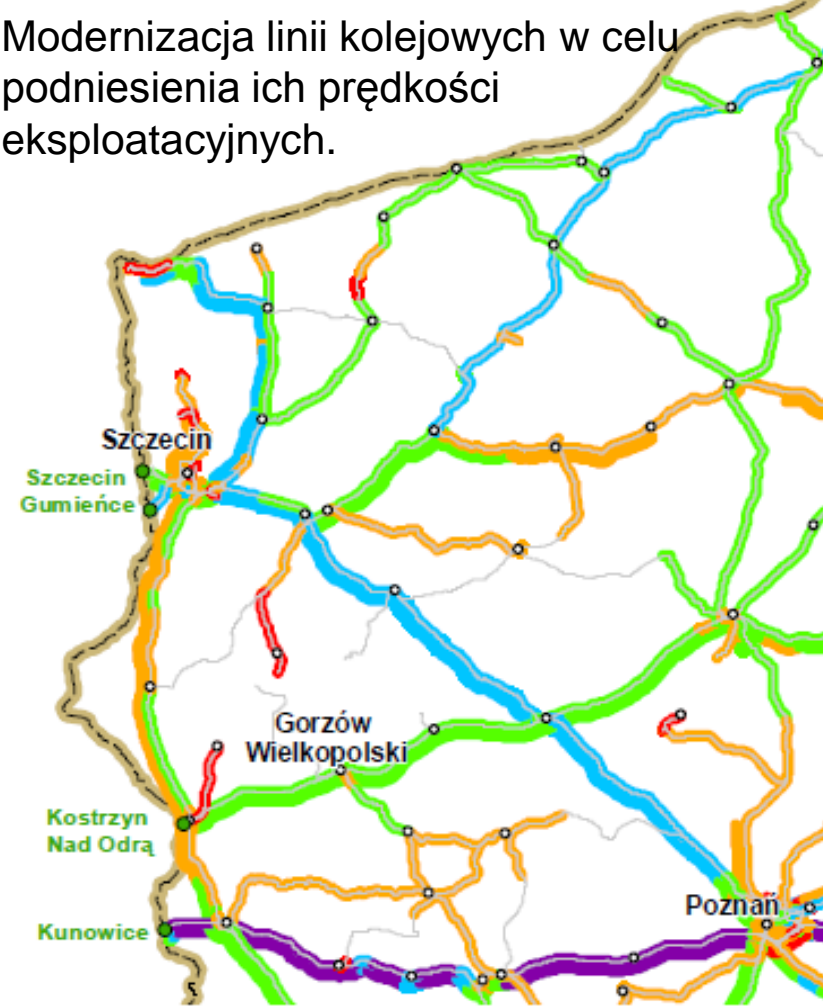 Modernizacja linii kolejowych w celu
podniesienia ich prędkości
eksploatacyjnych.
Szczecin
Szczecin
Gumieńce
Gorzów
Wielkopolski
Kostrzyn
Nad Odrą
Poznań
Kunowice